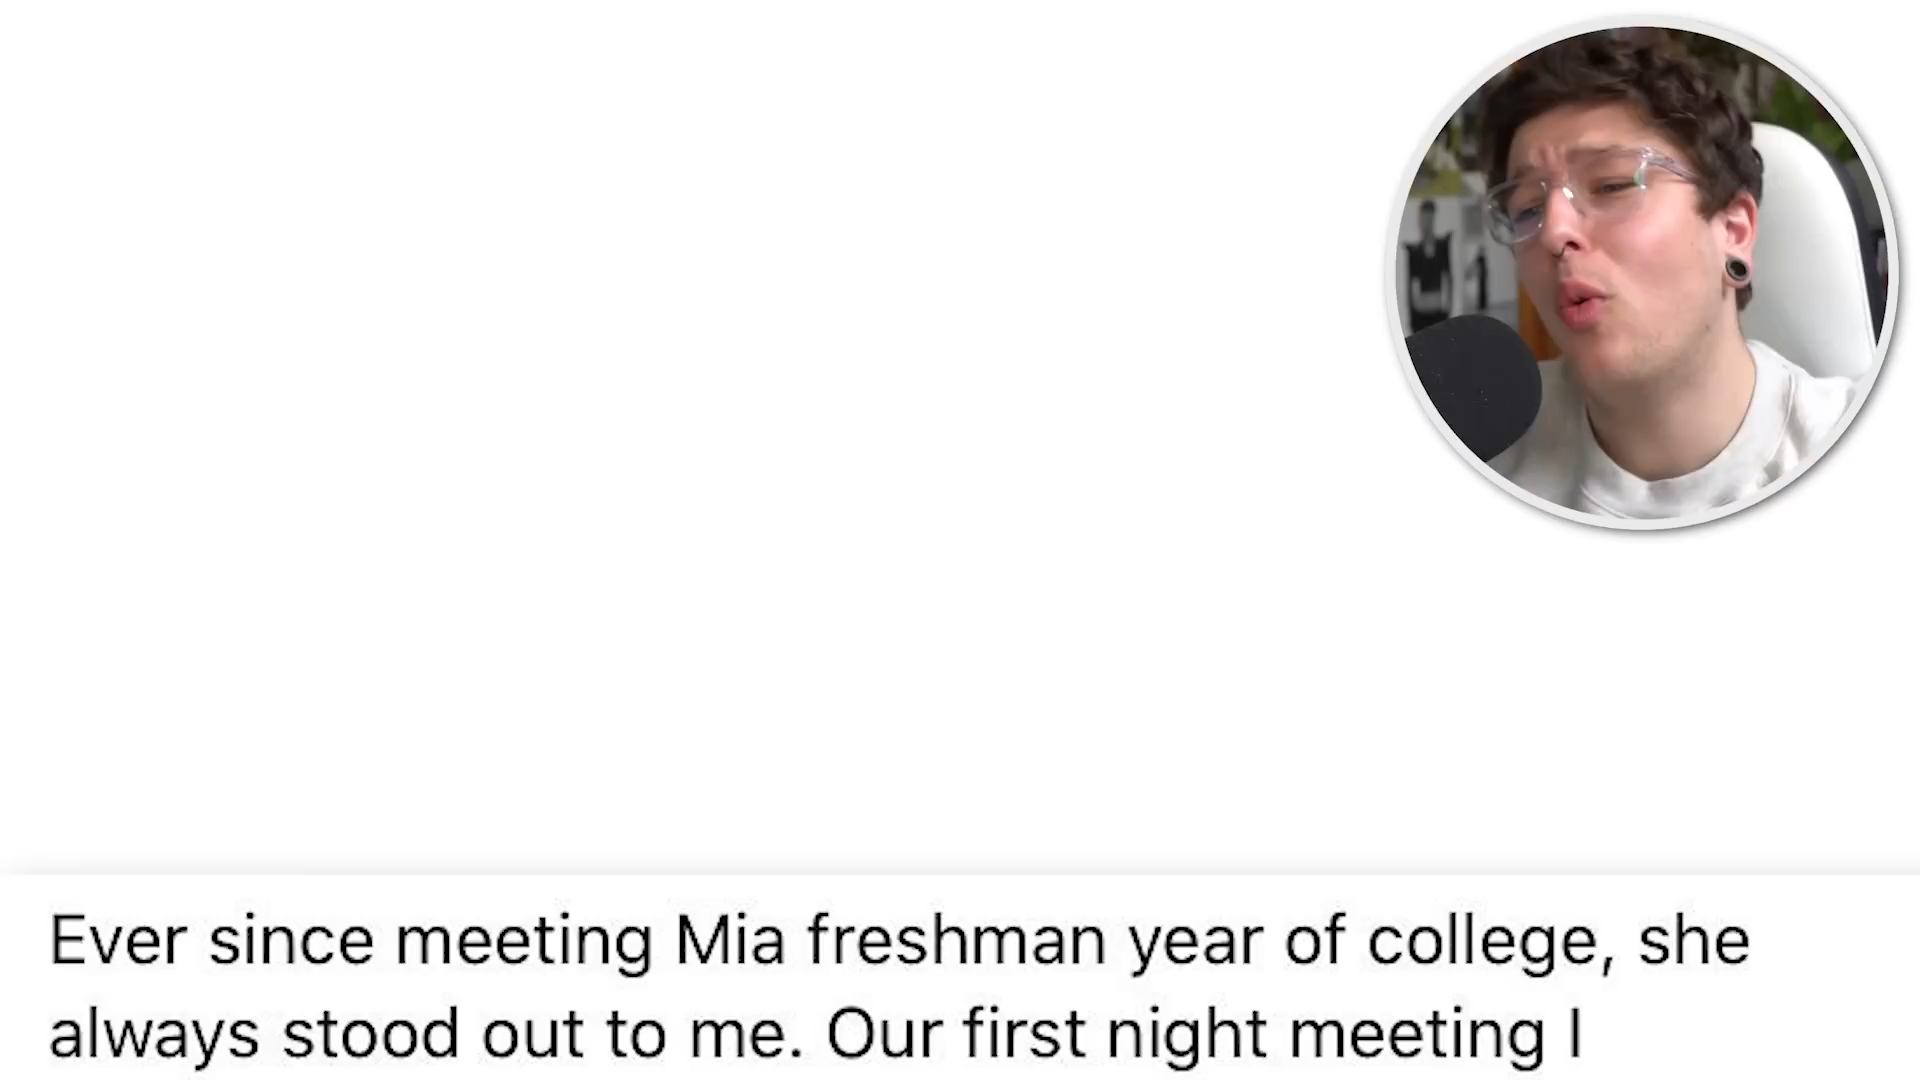 Ever since meeting Mia freshman year of college, she
always stood out to me. Our first night meeting I